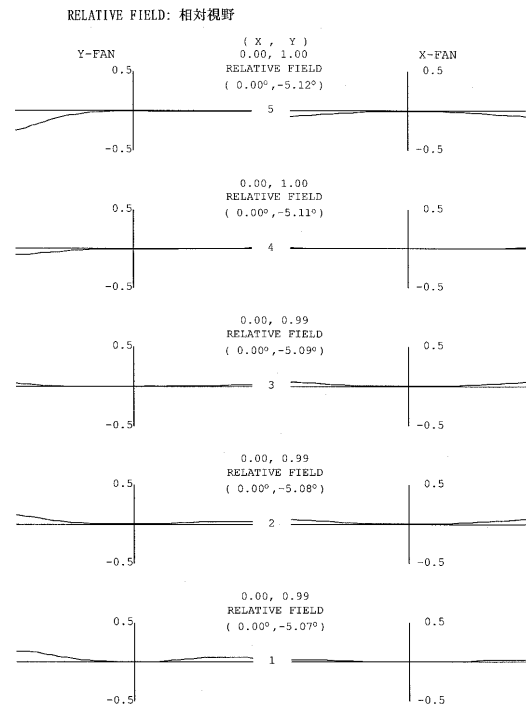 RELATIVE FIELD: 相対視野
( X , Y )
Y-FAN 0.00, 1.00 X-FAN
0.5 RELATIVE FIELD 0.5
( 0.00°,-5.12°)
5
-0.5 -0.5
0.00, 1.00
RELATIVE FIELD
0.5 ( 0.00°,-5.11°) 0.5
4
-0.5 -0.5
0.00, 0.99
RELATIVE FIELD
0.5 ( 0.00°,-5.09°) 0.5
3
-0.5 -0.5
0.00, 0.99
RELATIVE FIELD
0.5 ( 0.00°,-5.08°) 0.5
2
-0.5 -0.5
0.00, 0.99
RELATIVE FIELD
0.5 ( 0.00°,-5.07°) 0.5
1
-0.5 -0.5